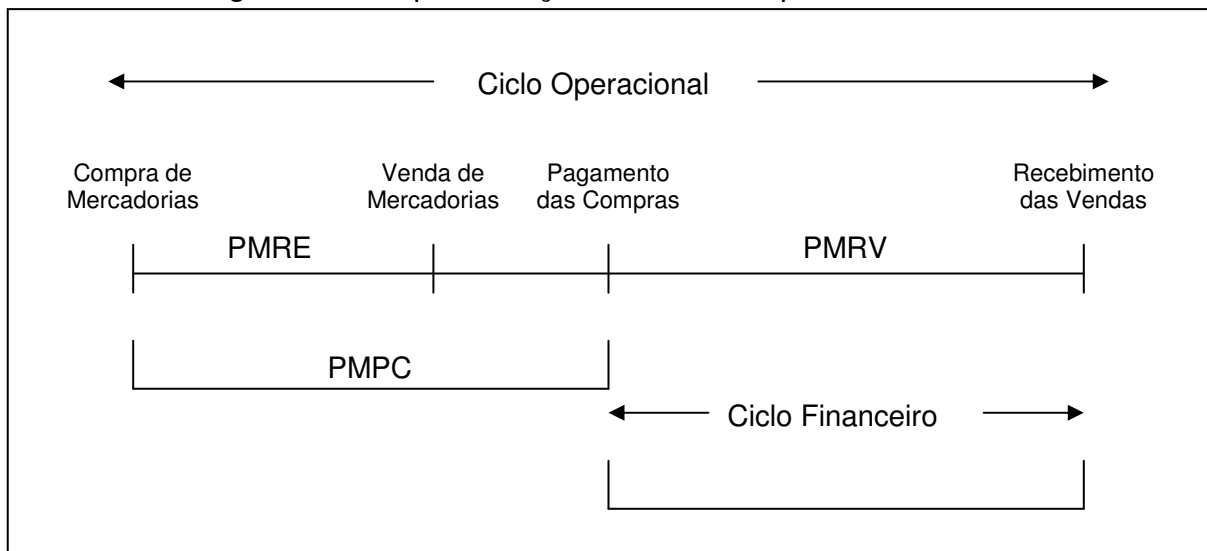 Ciclo Operacional
Compra de
Mercadorias
Venda de
Mercadorias
Pagamento
das Compras
Recebimento
das Vendas
PMRE
PMRV
PMPC
Ciclo Financeiro